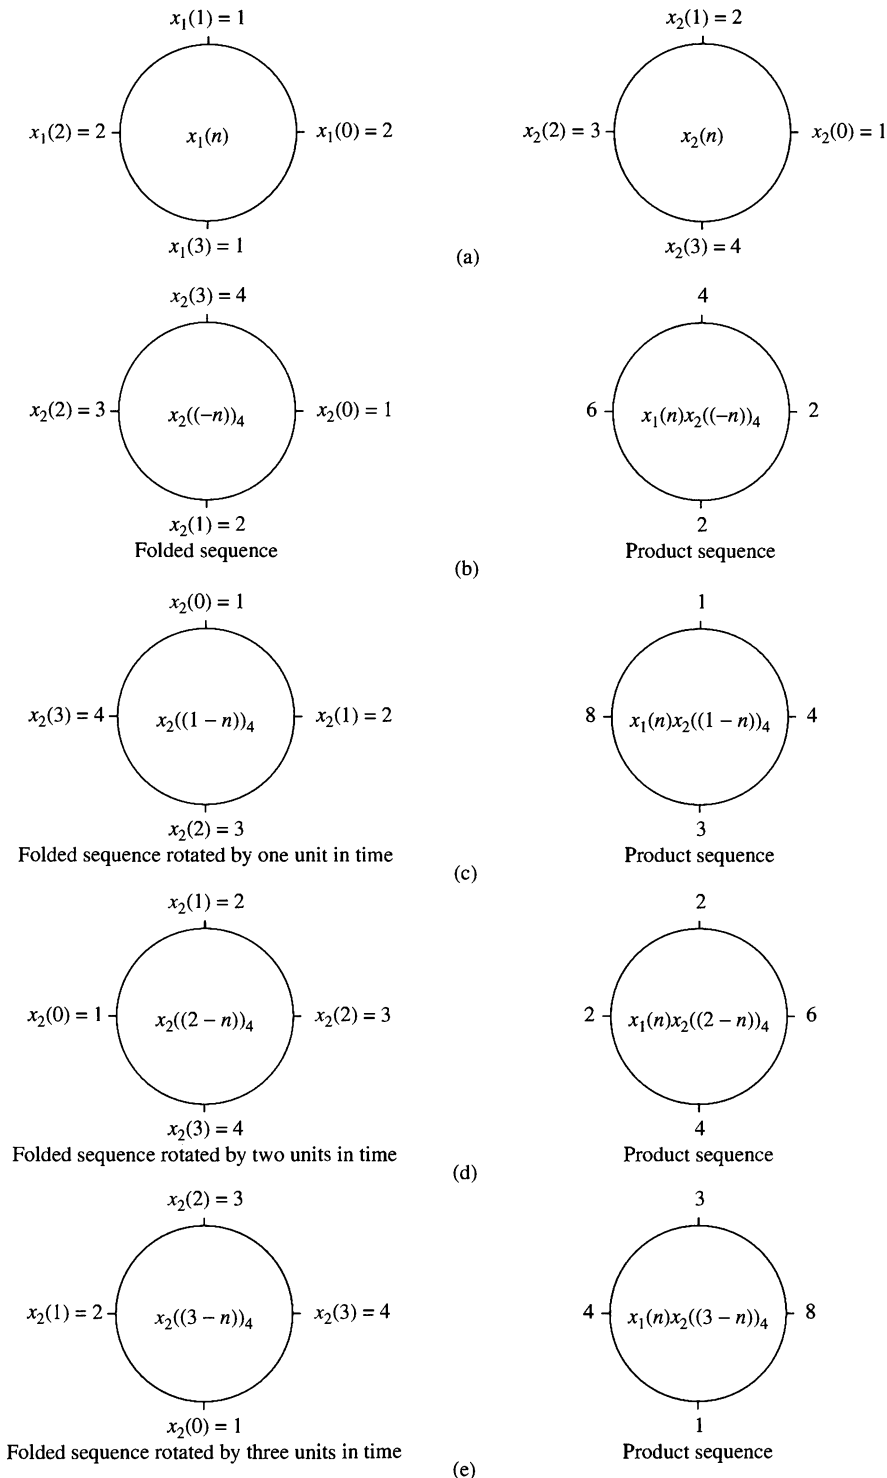 x₁(1) = 1
x₂(1) = 2
x₁(2) = 2
x₁(n)
x₁(0) = 2
x₂(2) = 3
x₂(n)
x₂(0) = 1
x₁(3) = 1
x₂(3) = 4
(a)
x₂(3) = 4
4
x₂(2) = 3
x₂((−n))₄
x₂(0) = 1
6
x₁(n)x₂((−n))₄
2
x₂(1) = 2
2
Folded sequence
Product sequence
(b)
x₂(0) = 1
1
x₂(3) = 4
x₂((1 − n))₄
x₂(1) = 2
8
x₁(n)x₂((1 − n))₄
4
x₂(2) = 3
3
Folded sequence rotated by one unit in time
Product sequence
(c)
x₂(1) = 2
2
x₂(0) = 1
x₂((2 − n))₄
x₂(2) = 3
2
x₁(n)x₂((2 − n))₄
6
x₂(3) = 4
4
Folded sequence rotated by two units in time
Product sequence
(d)
x₂(2) = 3
3
x₂(1) = 2
x₂((3 − n))₄
x₂(3) = 4
4
x₁(n)x₂((3 − n))₄
8
x₂(0) = 1
1
Folded sequence rotated by three units in time
Product sequence
(e)